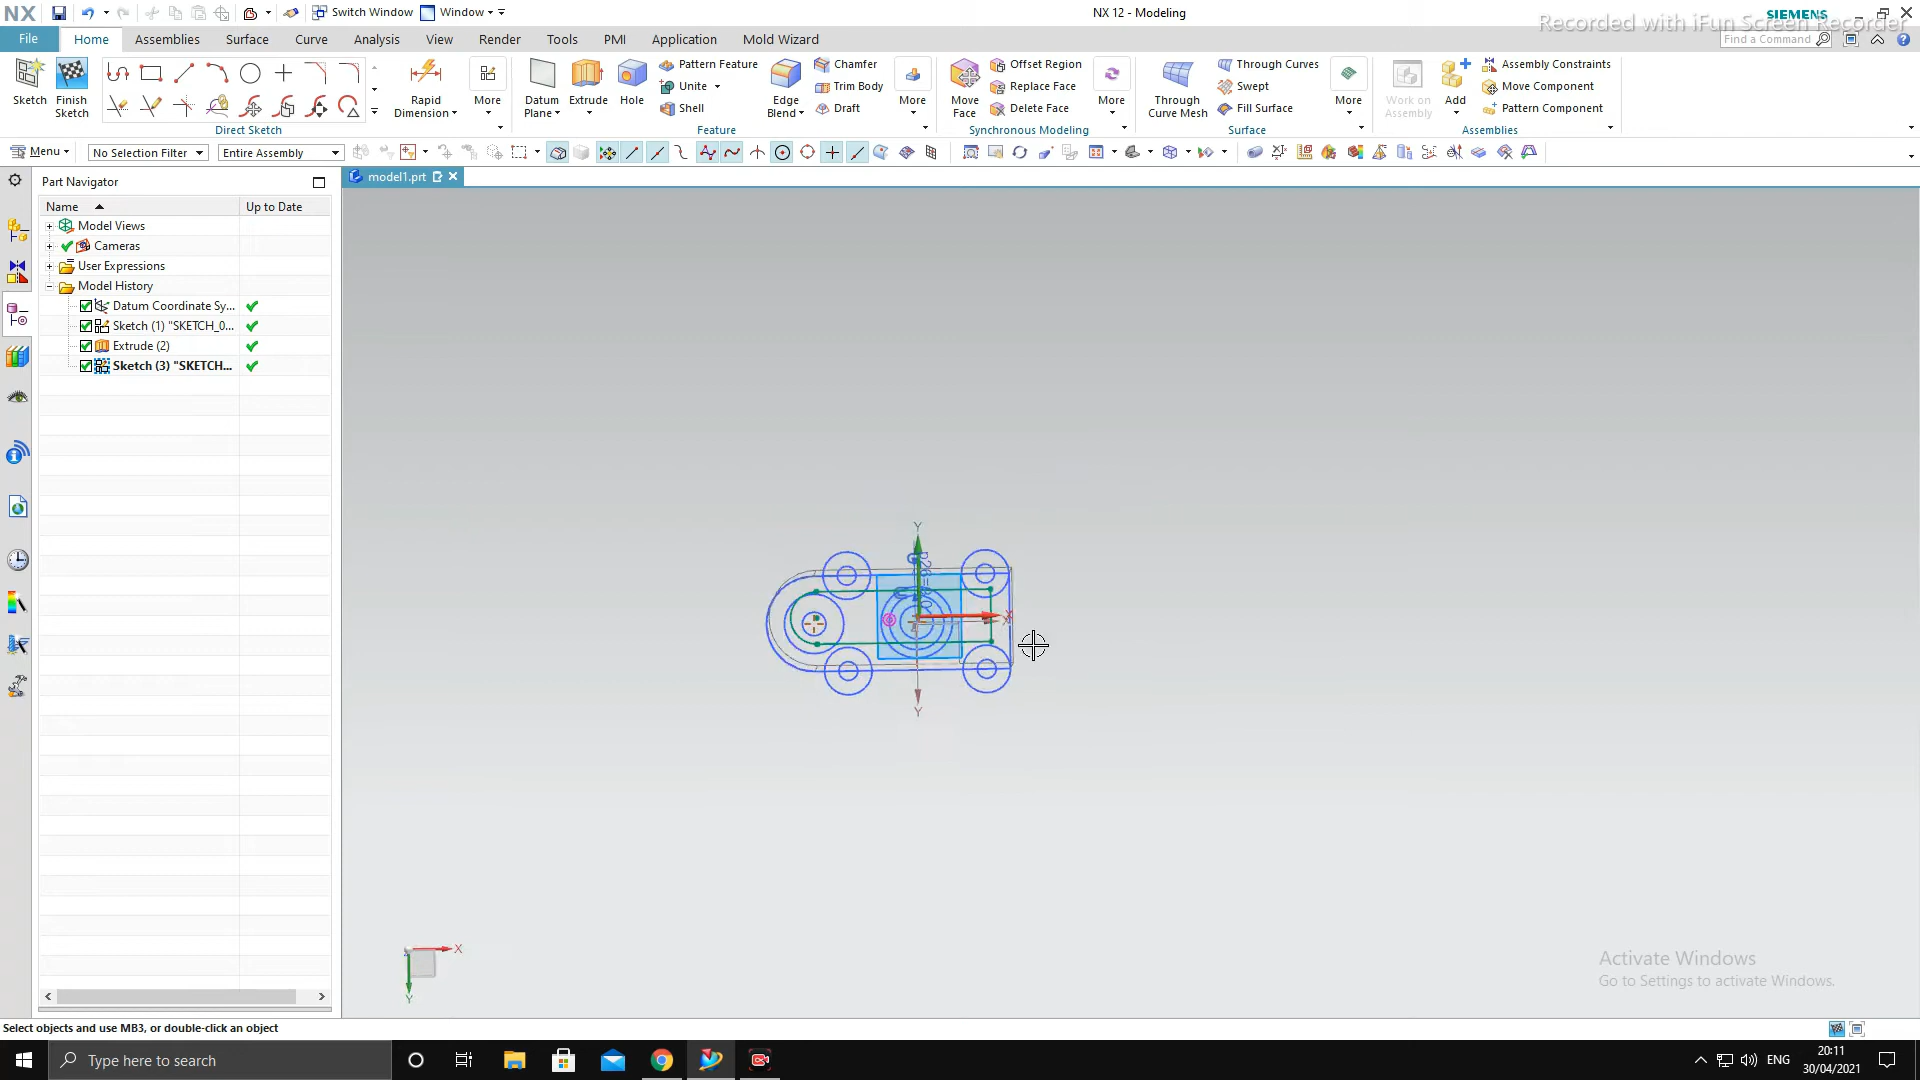 NX
Switch Window
Window
NX 12 - Modeling
SIEMENS
Recorded with iFun Screen Recorder
File
Home
Assemblies
Surface
Curve
Analysis
View
Render
Tools
PMI
Application
Mold Wizard
Find a Command
Sketch
Finish Sketch
Direct Sketch
Rapid Dimension
More
Datum Plane
Extrude
Hole
Pattern Feature
Unite
Shell
Edge Blend
Chamfer
Trim Body
Draft
More
Feature
Move Face
Offset Region
Replace Face
Delete Face
More
Synchronous Modeling
Through Curve Mesh
Through Curves
Swept
Fill Surface
More
Surface
Work on Assembly
Add
Assembly Constraints
Move Component
Pattern Component
Assemblies
Menu
No Selection Filter
Entire Assembly
Part Navigator
model1.prt
Name
Up to Date
Model Views
Cameras
User Expressions
Model History
Datum Coordinate Sy...
Sketch (1) "SKETCH_0...
Extrude (2)
Sketch (3) "SKETCH...
Y
X
Y
X
Y
Activate Windows
Go to Settings to activate Windows.
Select objects and use MB3, or double-click an object
Type here to search
ENG
20:11
30/04/2021